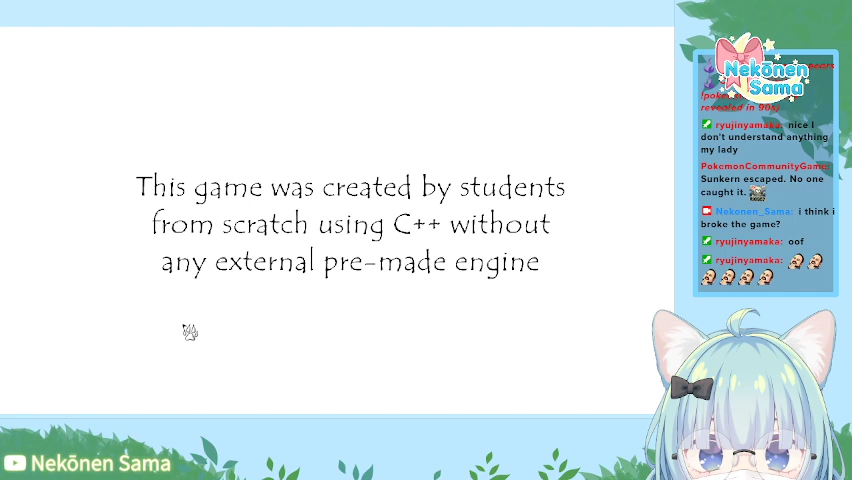 This game was created by students
from scratch using C++ without
any external pre-made engine
Nekōnen
Sama
revealed in 90s
ryujinyamaka: nice I
don't understand anything
my lady
PokemonCommunityGame:
Sunkern escaped. No one
caught it.
Nekonen_Sama: i think i
broke the game?
ryujinyamaka: oof
ryujinyamaka:
Nekōnen Sama